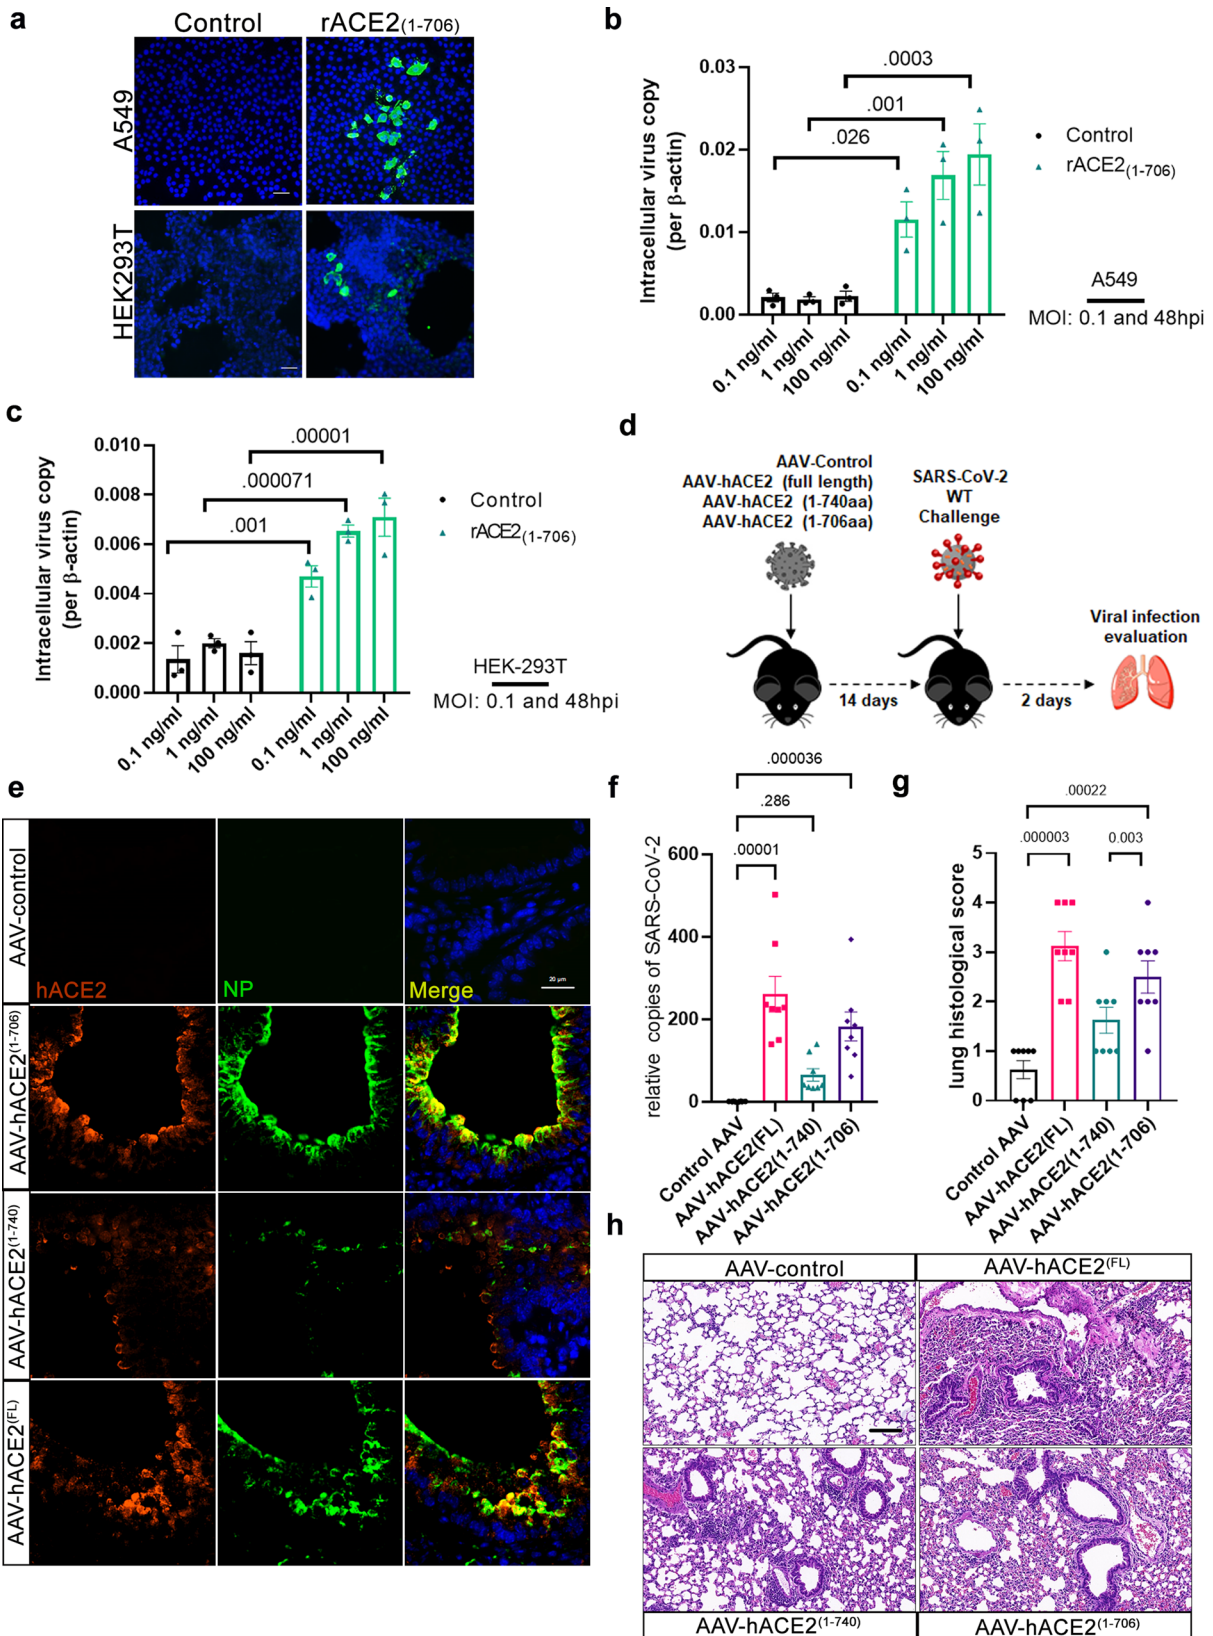 a
Control
rACE2(1-706)
A549
HEK293T
b
Intracellular virus copy
(per β-actin)
0.03
0.02
0.01
0.00
.0003
.001
.026
0.1 ng/ml
1 ng/ml
100 ng/ml
0.1 ng/ml
1 ng/ml
100 ng/ml
Control
rACE2(1-706)
A549
MOI: 0.1 and 48hpi
c
Intracellular virus copy
(per β-actin)
0.010
0.008
0.006
0.004
0.002
0.000
.00001
.000071
.001
0.1 ng/ml
1 ng/ml
100 ng/ml
0.1 ng/ml
1 ng/ml
100 ng/ml
Control
rACE2(1-706)
HEK-293T
MOI: 0.1 and 48hpi
d
AAV-Control
AAV-hACE2 (full length)
AAV-hACE2 (1-740aa)
AAV-hACE2 (1-706aa)
SARS-CoV-2
WT
Challenge
14 days
2 days
Viral infection
evaluation
e
AAV-control
hACE2
NP
Merge
20 μm
AAV-hACE2(1-706)
AAV-hACE2(1-740)
AAV-hACE2(FL)
f
relative copies of SARS-CoV-2
600
400
200
0
.000036
.286
.00001
Control AAV
AAV-hACE2(FL)
AAV-hACE2(1-740)
AAV-hACE2(1-706)
g
lung histological score
5
4
3
2
1
0
.00022
.000003
0.003
Control AAV
AAV-hACE2(FL)
AAV-hACE2(1-740)
AAV-hACE2(1-706)
h
AAV-control
AAV-hACE2(FL)
AAV-hACE2(1-740)
AAV-hACE2(1-706)